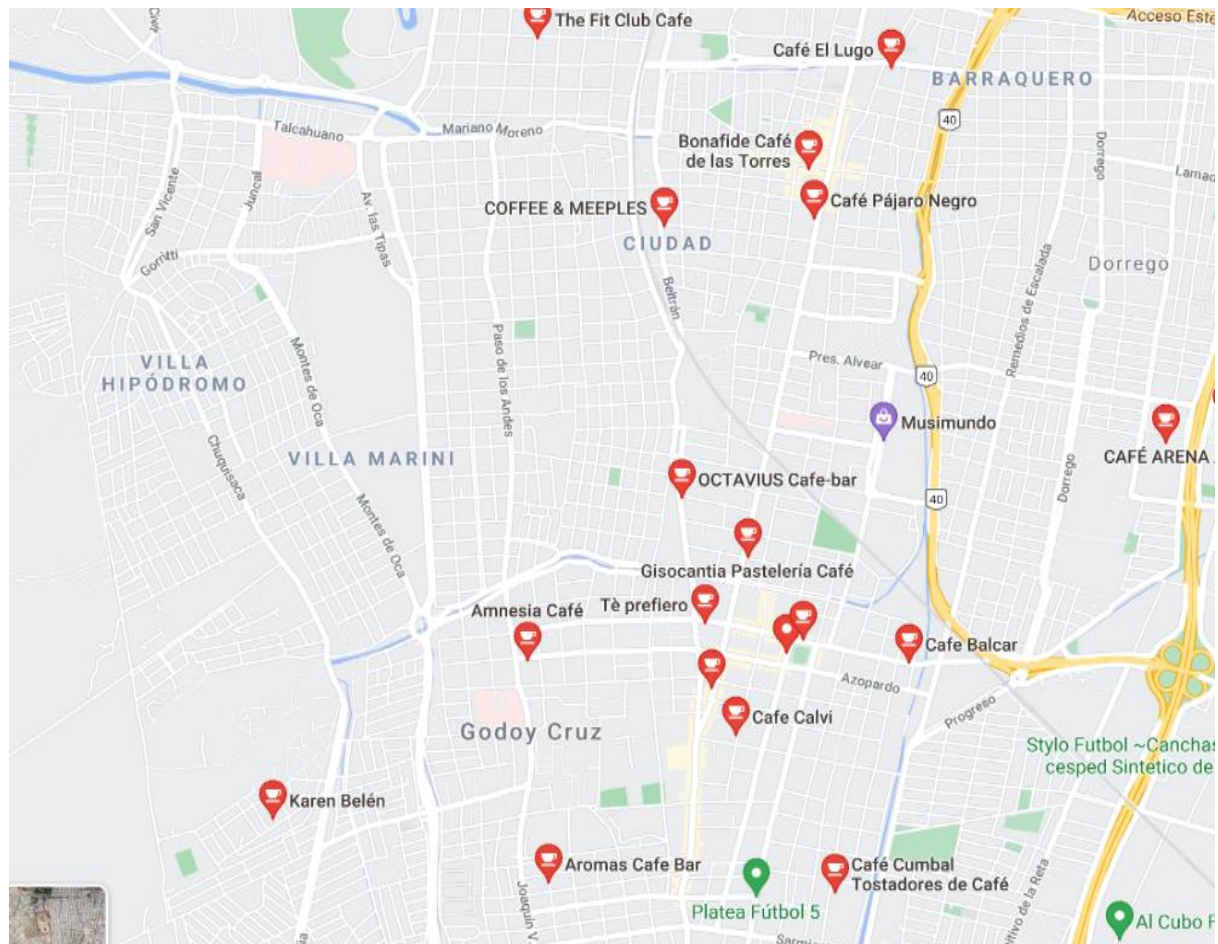 The Fit Club Cafe
Acceso Este
Café El Lugo
BARRAQUERO
40
Talcahuano
Mariano Moreno
Dorrego
Bonafide Café
de las Torres
San Vicente
Juncal
Av. las Tipas
COFFEE & MEEPLES
Café Pájaro Negro
CIUDAD
Gorritti
Beltrán
Remedios de Escalada
Dorrego
Paso de los Andes
Montes de Oca
Pres. Alvear
VILLA
HIPÓDROMO
40
Musimundo
Chuquisaca
VILLA MARINI
CAFÉ ARENA
OCTAVIUS Cafe-bar
40
Dorrego
Montes de Oca
Gisocantia Pastelería Café
Tè prefiero
Amnesia Café
Cafe Balcar
Azopardo
Progreso
Cafe Calvi
Godoy Cruz
Stylo Futbol ~Canchas
cesped Sintetico de
Karen Belén
Aromas Cafe Bar
Café Cumbal
Tostadores de Café
Joaquín V.
Platea Fútbol 5
de la Reta
Al Cubo F